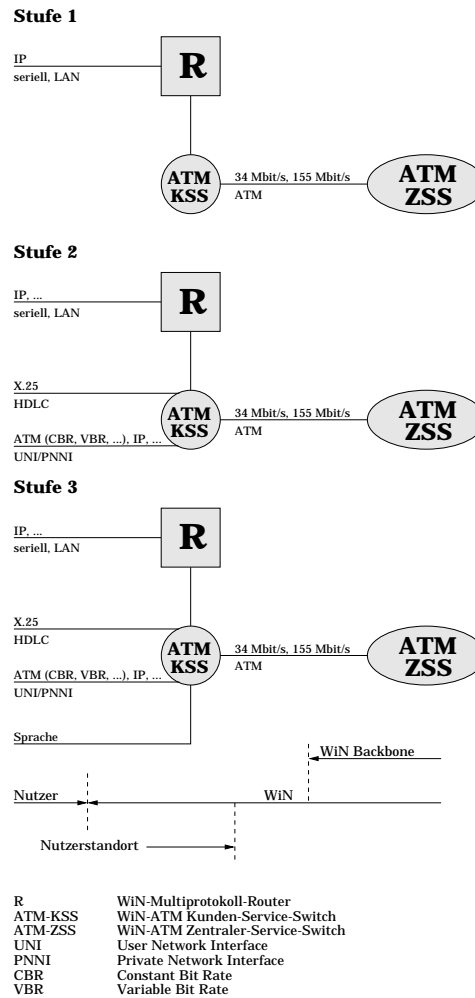 Stufe 1
IP
seriell, LAN
R
ATM
KSS
34 Mbit/s, 155 Mbit/s
ATM
ATM
ZSS
Stufe 2
IP, ...
seriell, LAN
R
X.25
HDLC
ATM (CBR, VBR, ...), IP, ...
UNI/PNNI
ATM
KSS
34 Mbit/s, 155 Mbit/s
ATM
ATM
ZSS
Stufe 3
IP, ...
seriell, LAN
R
X.25
HDLC
ATM (CBR, VBR, ...), IP, ...
UNI/PNNI
ATM
KSS
34 Mbit/s, 155 Mbit/s
ATM
ATM
ZSS
Sprache
WiN Backbone
Nutzer
WiN
Nutzerstandort
R WiN-Multiprotokoll-Router
ATM-KSS WiN-ATM Kunden-Service-Switch
ATM-ZSS WiN-ATM Zentraler-Service-Switch
UNI User Network Interface
PNNI Private Network Interface
CBR Constant Bit Rate
VBR Variable Bit Rate